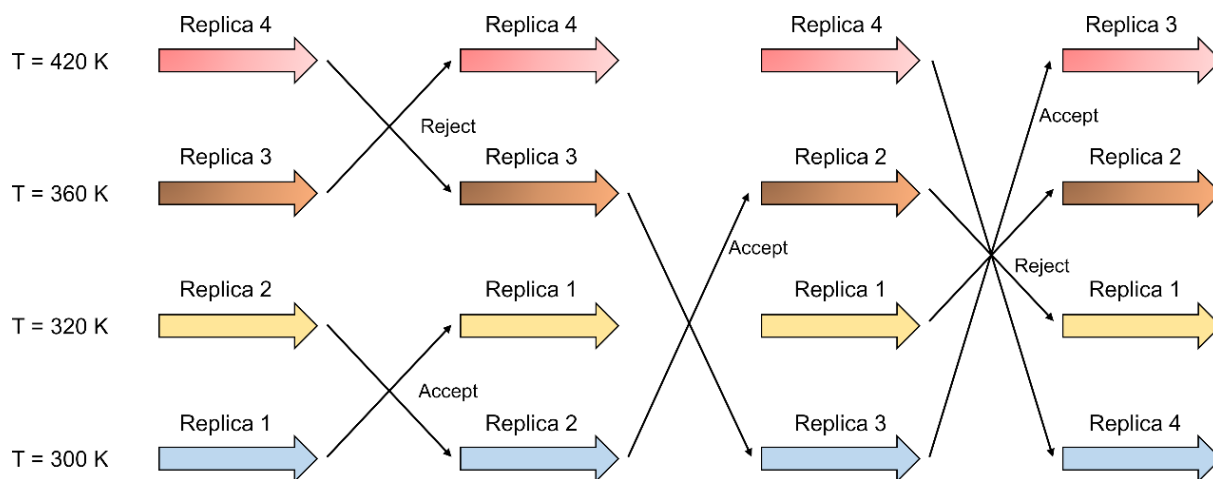 Replica 4
Replica 4
Replica 4
Replica 3
T = 420 K
Accept
Reject
Replica 3
Replica 3
Replica 2
Replica 2
T = 360 K
Accept
Reject
Replica 2
Replica 1
Replica 1
Replica 1
T = 320 K
Accept
Replica 1
Replica 2
Replica 3
Replica 4
T = 300 K